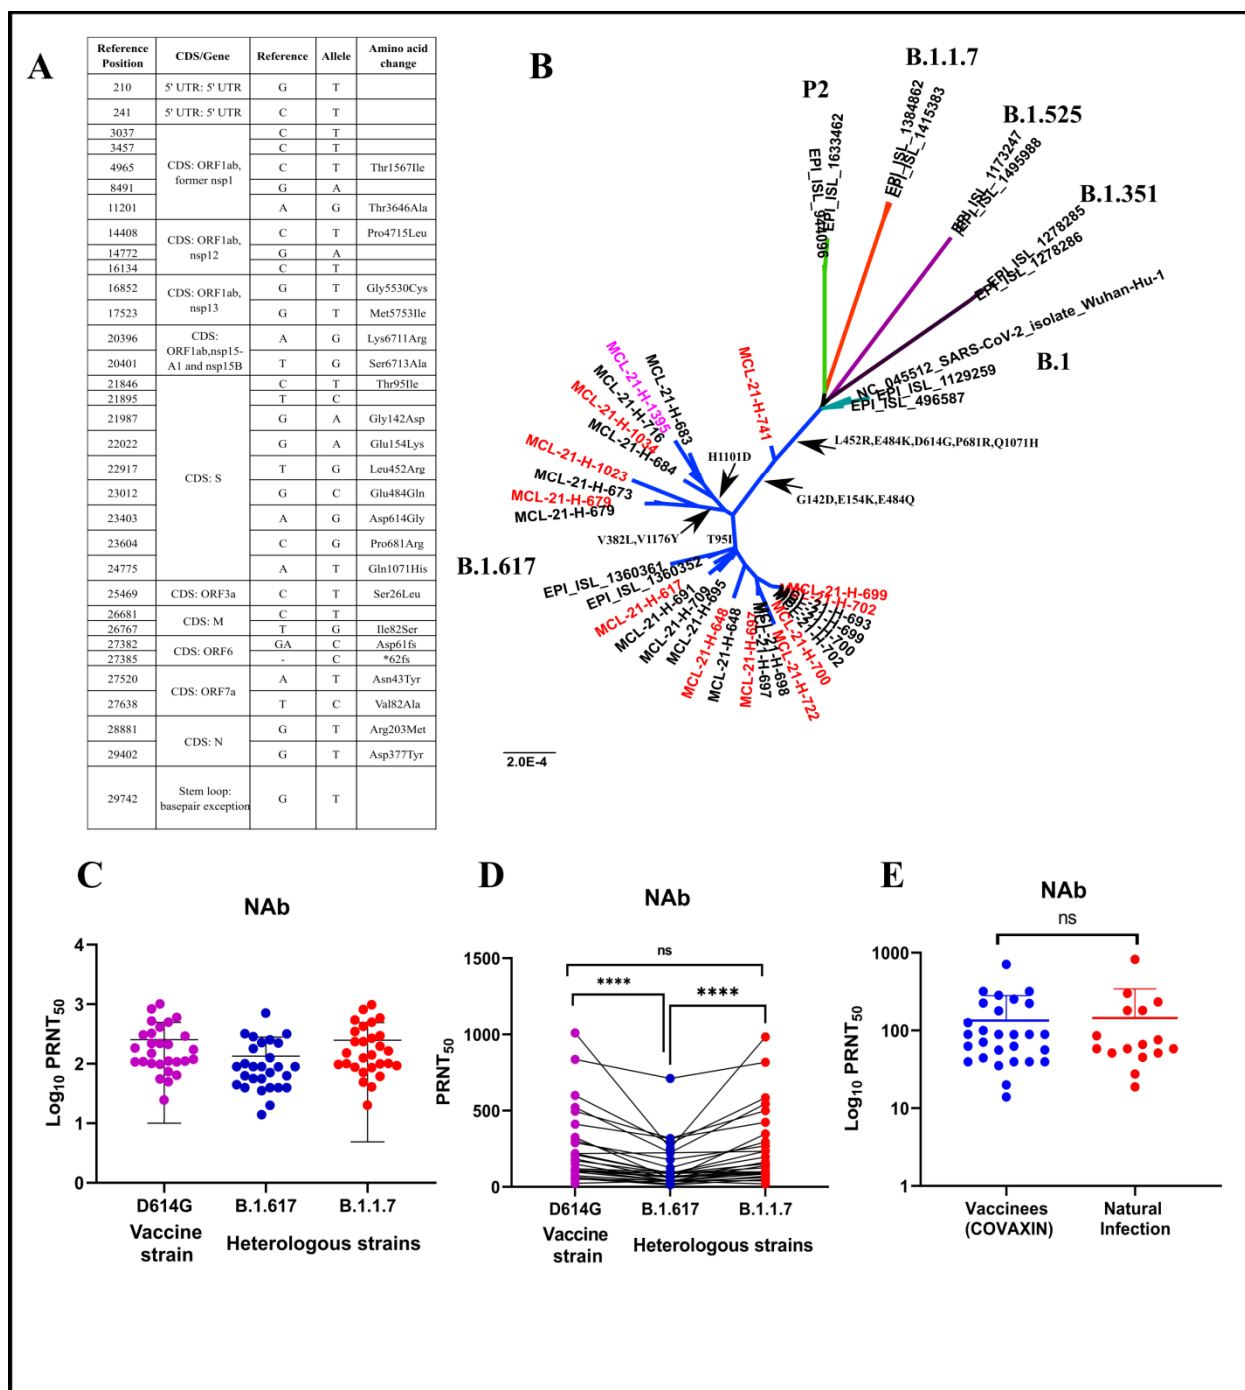 A
Reference Position CDS/Gene Reference Allele Amino acid change
210 5' UTR: 5' UTR G T
241 5' UTR: 5' UTR C T
3037 C T
3457 C T
CDS: ORF1ab, former nsp1
4965 C T Thr1567Ile
8491 G A
11201 A G Thr3646Ala
14408 CDS: ORF1ab, nsp12 C T Pro4715Leu
14772 G A
16134 C T
16852 CDS: ORF1ab, nsp13 G T Gly5530Cys
17523 G T Met5753Ile
20396 CDS: ORF1ab,nsp15-A1 and nsp15B A G Lys6711Arg
20401 T G Ser6713Ala
21846 C T Thr95Ile
21895 T C
21987 G A Gly142Asp
22022 G A Glu154Lys
22917 CDS: S T G Leu452Arg
23012 G C Glu484Gln
23403 A G Asp614Gly
23604 C G Pro681Arg
24775 A T Gln1071His
25469 CDS: ORF3a C T Ser26Leu
26681 CDS: M C T
26767 T G Ile82Ser
27382 CDS: ORF6 GA C Asp61fs
27385 - C *62fs
27520 CDS: ORF7a A T Asn43Tyr
27638 T C Val82Ala
28881 CDS: N G T Arg203Met
29402 G T Asp377Tyr
29742 Stem loop: basepair exception G T
B
P2
B.1.1.7
B.1.525
B.1.351
B.1
B.1.617
EPI_ISL_1633462
EPI_ISL_1384862
EPI_ISL_1415383
EPI_ISL_1173247
EPI_ISL_1495988
EPI_ISL_1278285
EPI_ISL_1278286
NC_045512_SARS-CoV-2_isolate_Wuhan-Hu-1
EPI_ISL_1129259
EPI_ISL_496587
L452R,E484K,D614G,P681R,Q1071H
G142D,E154K,E484Q
MCL-21-H-741
MCL-21-H-683
MCL-21-H-1395
MCL-21-H-716
MCL-21-H-1034
MCL-21-H-684
H1101D
MCL-21-H-1023
MCL-21-H-673
MCL-21-H-679
MCL-21-H-679
V382L,V1176Y
T95I
EPI_ISL_1360361
EPI_ISL_1360352
MCL-21-H-617
MCL-21-H-691
MCL-21-H-709
MCL-21-H-695
MCL-21-H-648
MCL-21-H-648
MCL-21-H-697
MCL-21-H-697
MCL-21-H-698
MCL-21-H-722
MCL-21-H-700
MCL-21-H-699
MCL-21-H-702
2.0E-4
C
NAb
Log10 PRNT50
4
3
2
1
0
D614G B.1.617 B.1.1.7
Vaccine strain Heterologous strains
D
NAb
ns
**** ****
PRNT50
1500
1000
500
0
D614G B.1.617 B.1.1.7
Vaccine strain Heterologous strains
E
NAb
ns
Log10 PRNT50
1000
100
10
1
Vaccinees (COVAXIN) Natural Infection